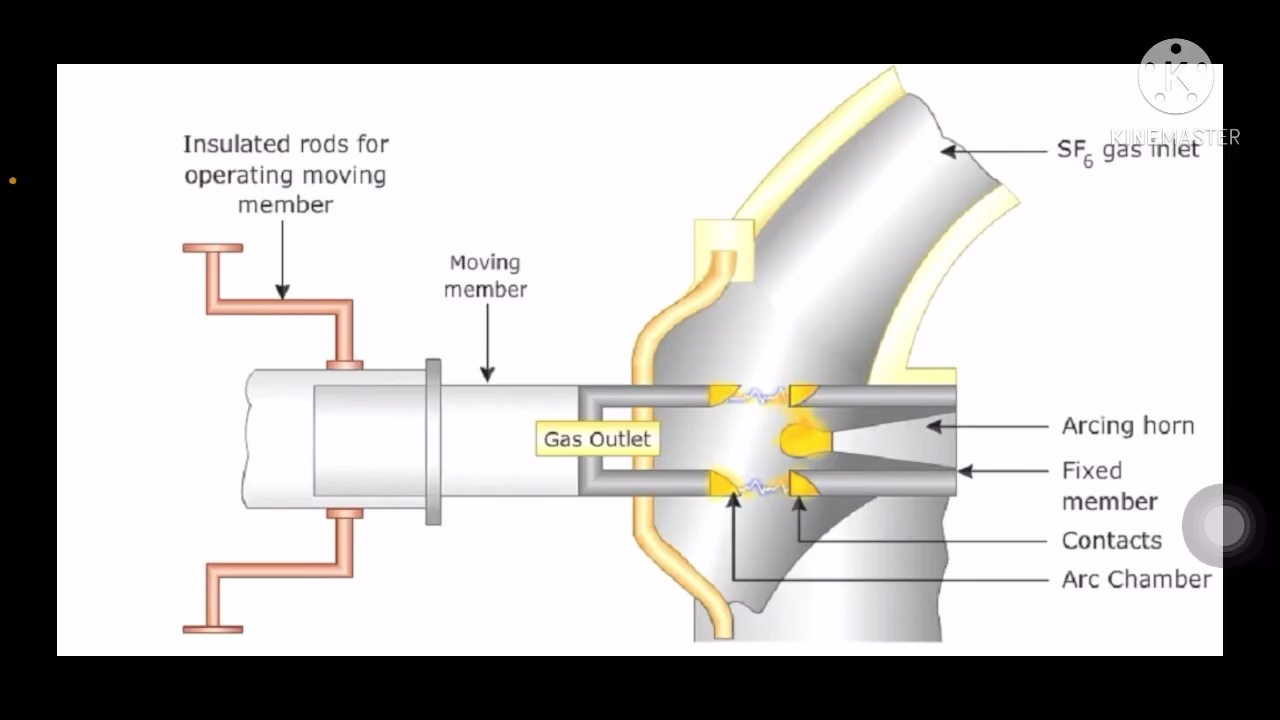 KINEMASTER
Insulated rods for
operating moving
member
SF6 gas inlet
Moving
member
Gas Outlet
Arcing horn
Fixed
member
Contacts
Arc Chamber